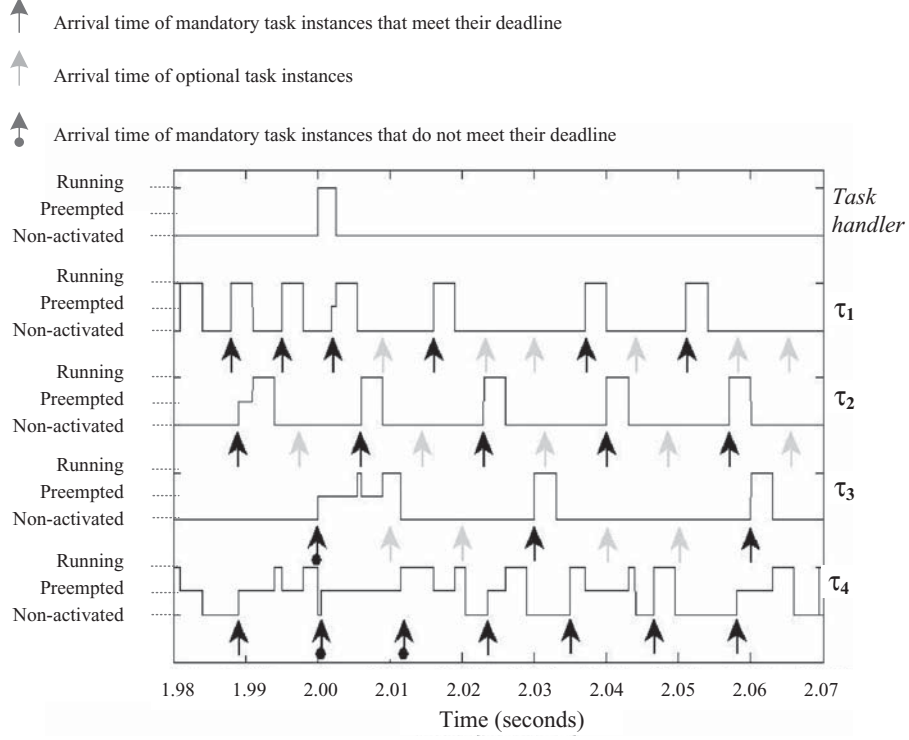 Arrival time of mandatory task instances that meet their deadline
Arrival time of optional task instances
Arrival time of mandatory task instances that do not meet their deadline
Running
Preempted
Non-activated
Task
handler
Running
Preempted
Non-activated
τ1
Running
Preempted
Non-activated
τ2
Running
Preempted
Non-activated
τ3
Running
Preempted
Non-activated
τ4
1.98 1.99 2.00 2.01 2.02 2.03 2.04 2.05 2.06 2.07
Time (seconds)